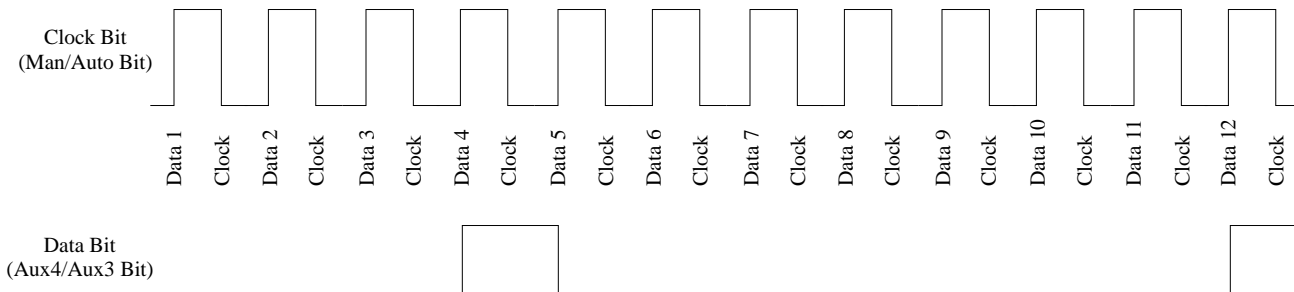 Clock Bit
(Man/Auto Bit)
Data 1
Clock
Data 2
Clock
Data 3
Clock
Data 4
Clock
Data 5
Clock
Data 6
Clock
Data 7
Clock
Data 8
Clock
Data 9
Clock
Data 10
Clock
Data 11
Clock
Data 12
Clock
Data Bit
(Aux4/Aux3 Bit)